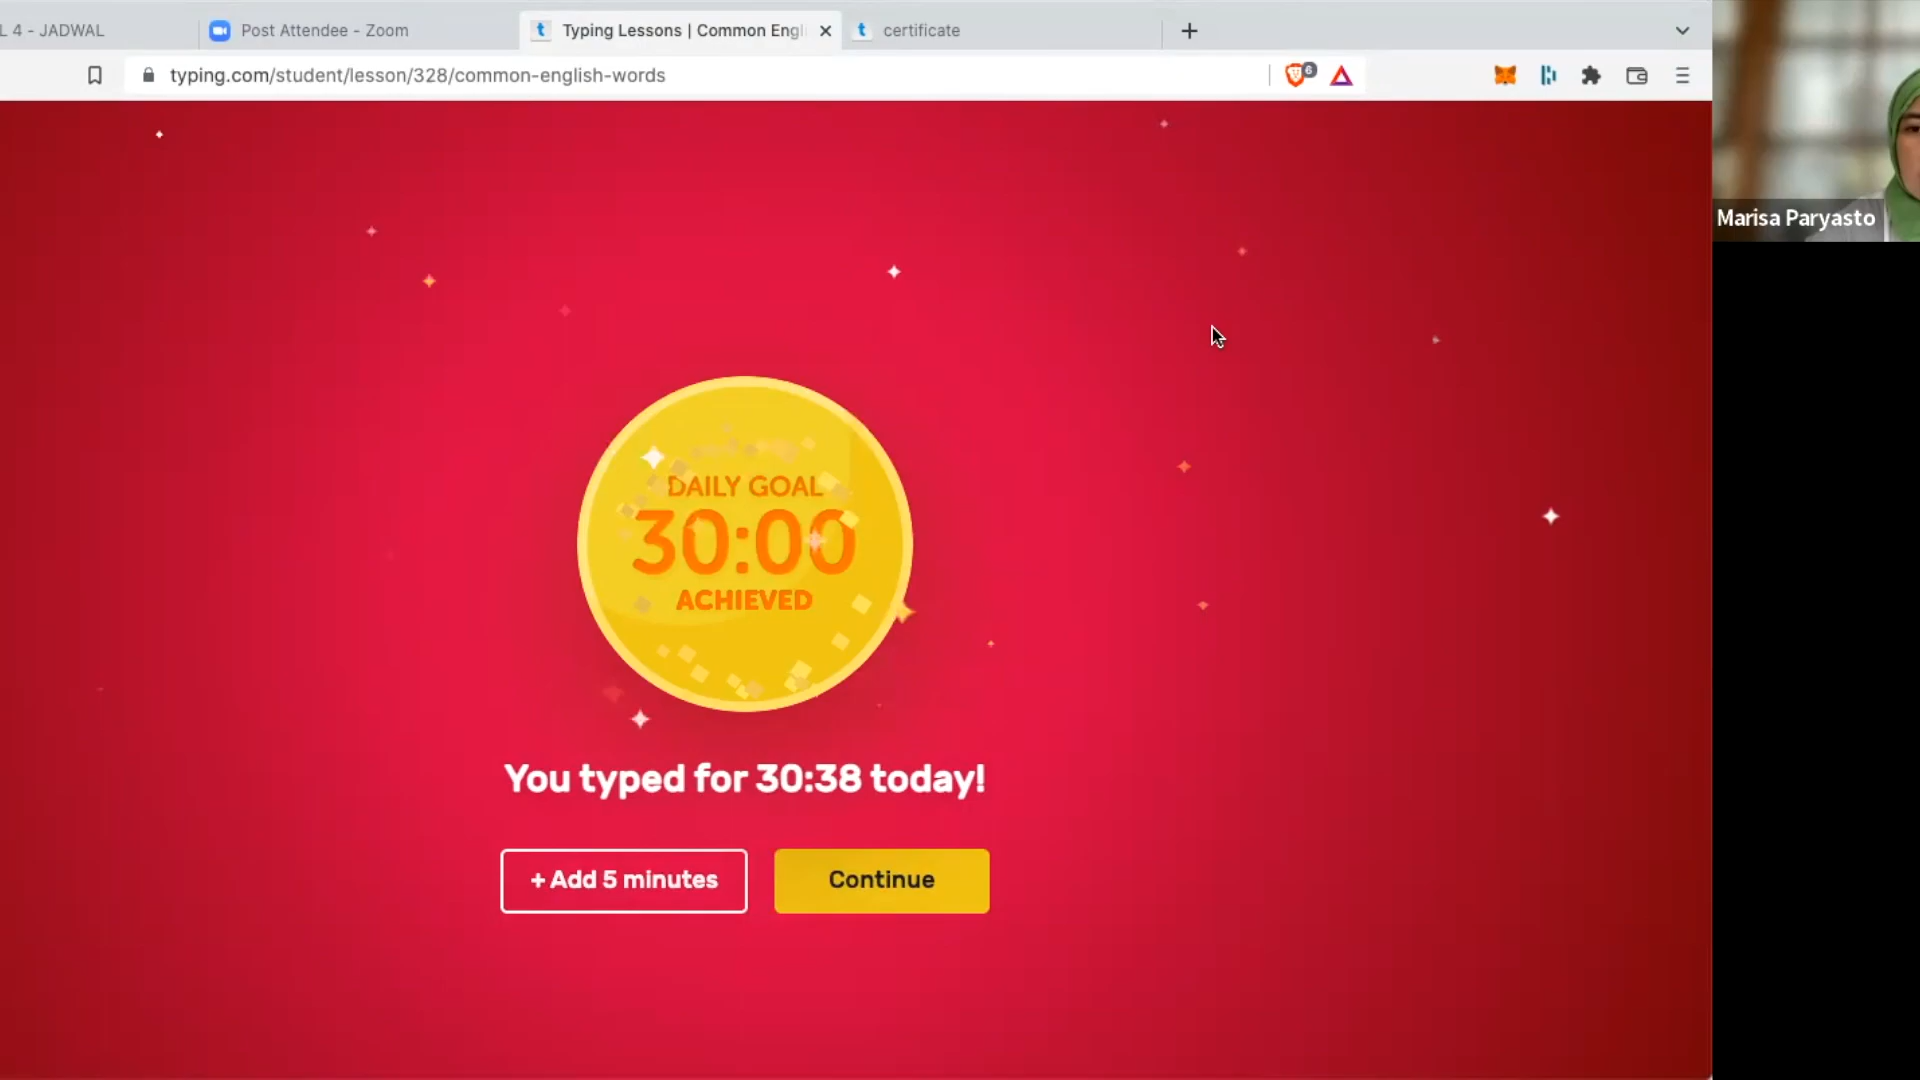 L 4 - JADWAL
Post Attendee - Zoom
Typing Lessons | Common Engl
certificate
typing.com/student/lesson/328/common-english-words
6
Marisa Paryasto
DAILY GOAL
30:00
ACHIEVED
You typed for 30:38 today!
+ Add 5 minutes
Continue